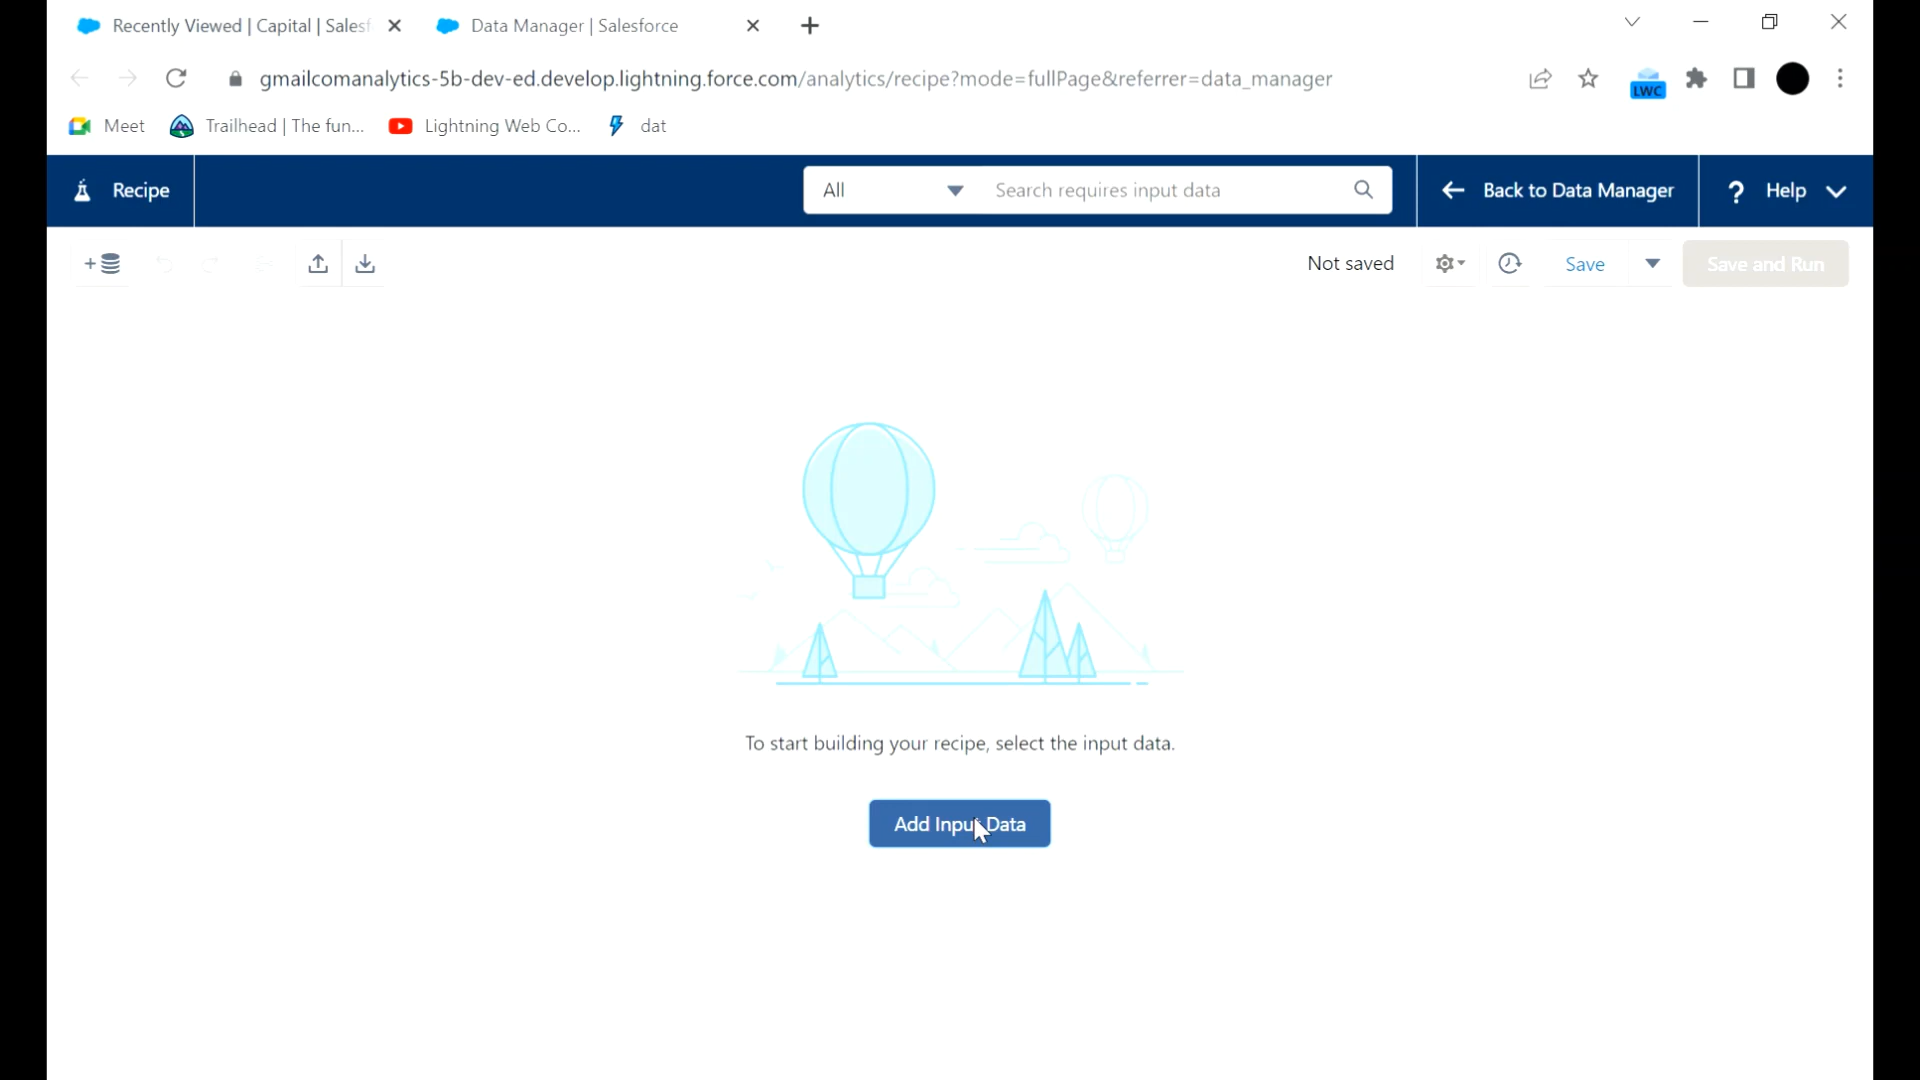 Recently Viewed | Capital | Salesf
Data Manager | Salesforce
gmailcomanalytics-5b-dev-ed.develop.lightning.force.com/analytics/recipe?mode=fullPage&referrer=data_manager
LWC
Meet
Trailhead | The fun...
Lightning Web Co...
dat
Recipe
All
Search requires input data
Back to Data Manager
? Help
Not saved
Save
Save and Run
To start building your recipe, select the input data.
Add Input Data